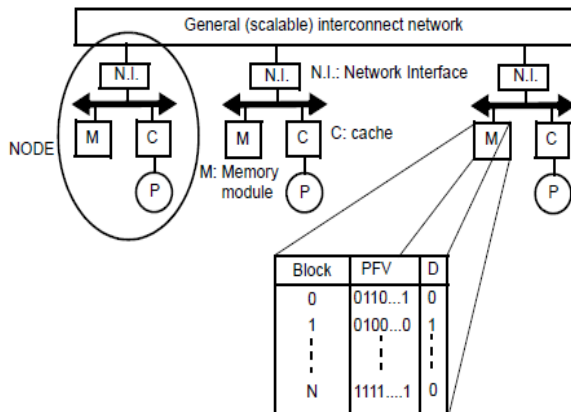 General (scalable) interconnect network
N.I. N.I. N.I.: Network Interface N.I.
M C M C C: cache M C
NODE
M: Memory
module
P P P
Block PFV D
0 0110...1 0
1 0100...0 1
N 1111....1 0